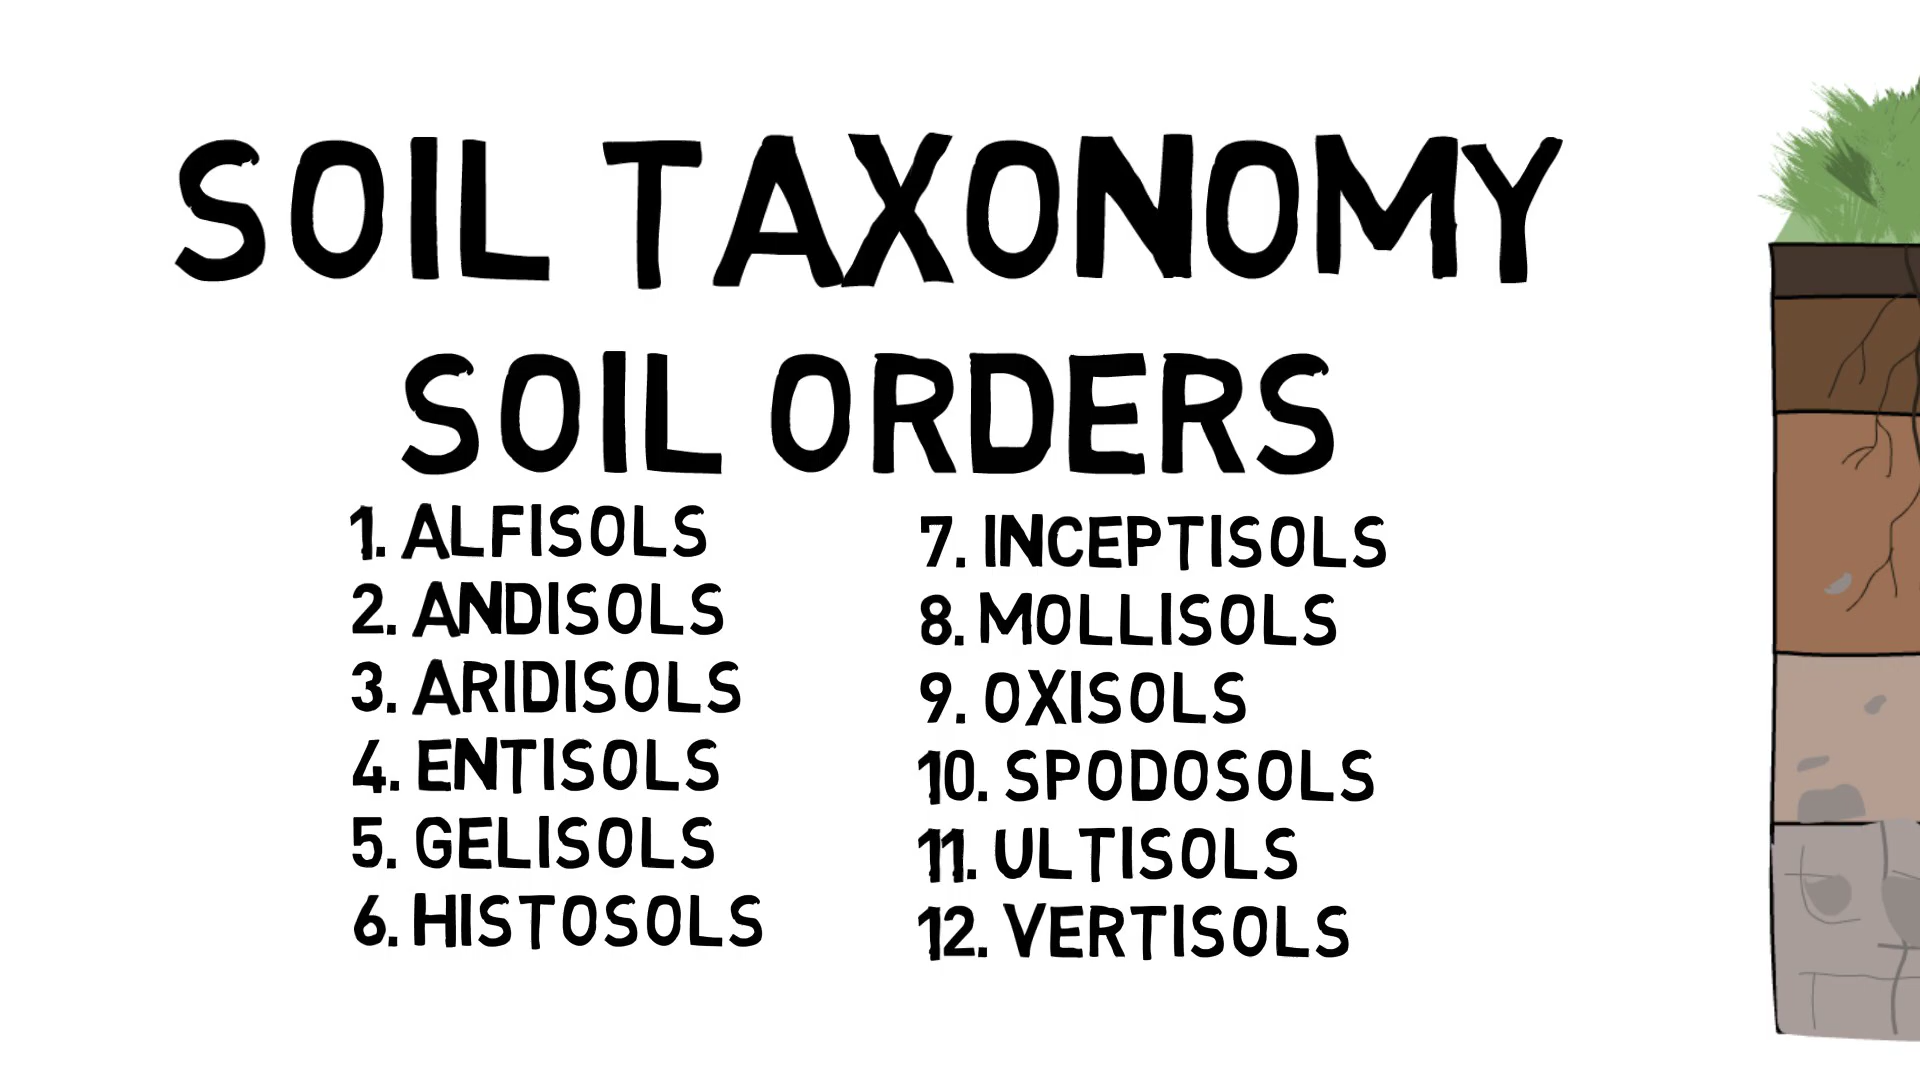 SOIL TAXONOMY
SOIL ORDERS
1. ALFISOLS
2. ANDISOLS
3. ARIDISOLS
4. ENTISOLS
5. GELISOLS
6. HISTOSOLS
7. INCEPTISOLS
8. MOLLISOLS
9. OXISOLS
10. SPODOSOLS
11. ULTISOLS
12. VERTISOLS